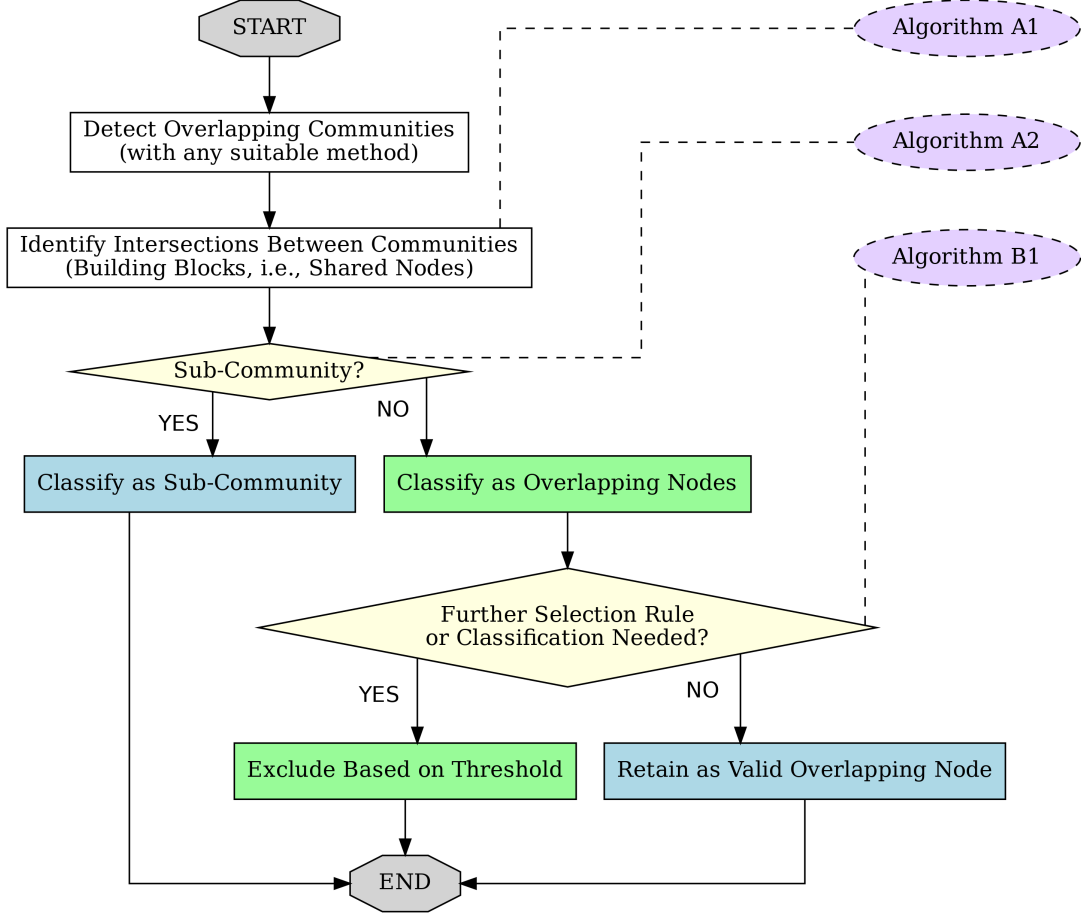 START
Algorithm A1
Detect Overlapping Communities
(with any suitable method)
Algorithm A2
Identify Intersections Between Communities
(Building Blocks, i.e., Shared Nodes)
Algorithm B1
Sub-Community?
YES
NO
Classify as Sub-Community
Classify as Overlapping Nodes
Further Selection Rule
or Classification Needed?
YES
NO
Exclude Based on Threshold
Retain as Valid Overlapping Node
END